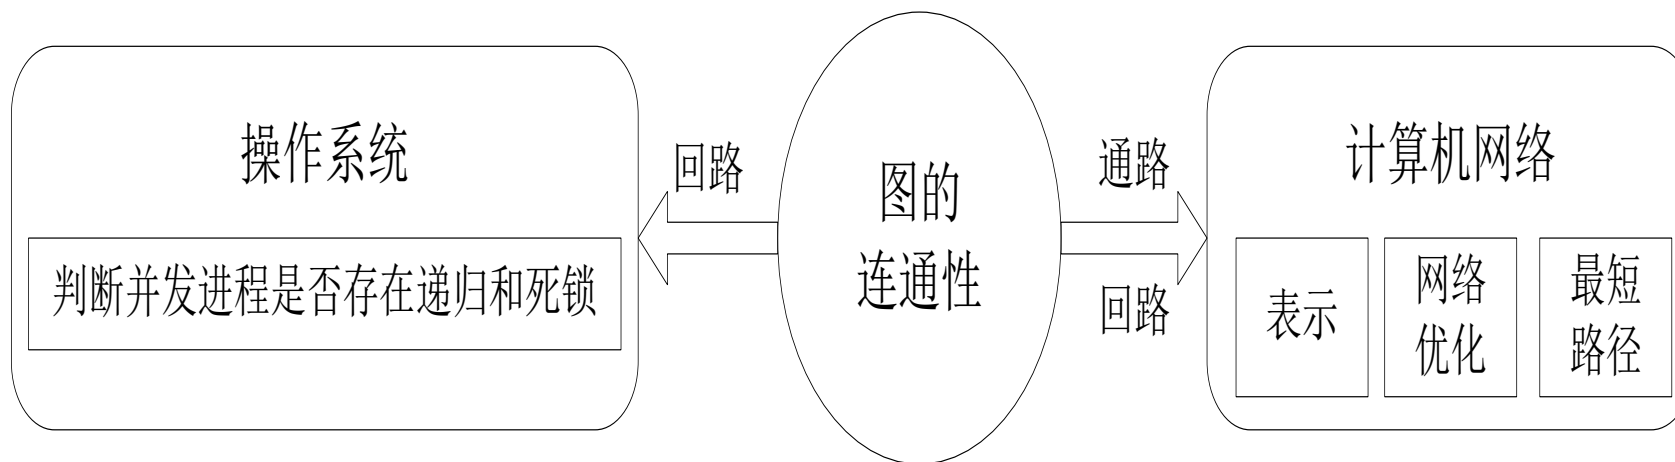 操作系统
判断并发进程是否存在递归和死锁
回路
图的
连通性
通路
回路
计算机网络
表示
网络
优化
最短
路径